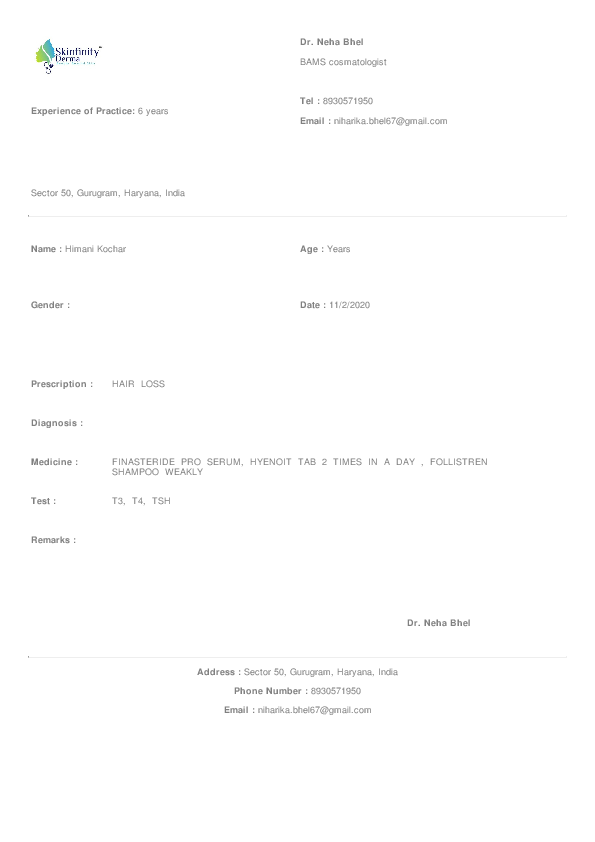 Skinfinity
Derma
Dr. Neha Bhel
BAMS cosmatologist
Tel : 8930571950
Experience of Practice: 6 years
Email : niharika.bhel67@gmail.com
Sector 50, Gurugram, Haryana, India
Name : Himani Kochar
Age : Years
Gender :
Date : 11/2/2020
Prescription : HAIR LOSS
Diagnosis :
Medicine : FINASTERIDE PRO SERUM, HYENOIT TAB 2 TIMES IN A DAY , FOLLISTREN
SHAMPOO WEAKLY
Test : T3, T4, TSH
Remarks :
Dr. Neha Bhel
Address : Sector 50, Gurugram, Haryana, India
Phone Number : 8930571950
Email : niharika.bhel67@gmail.com